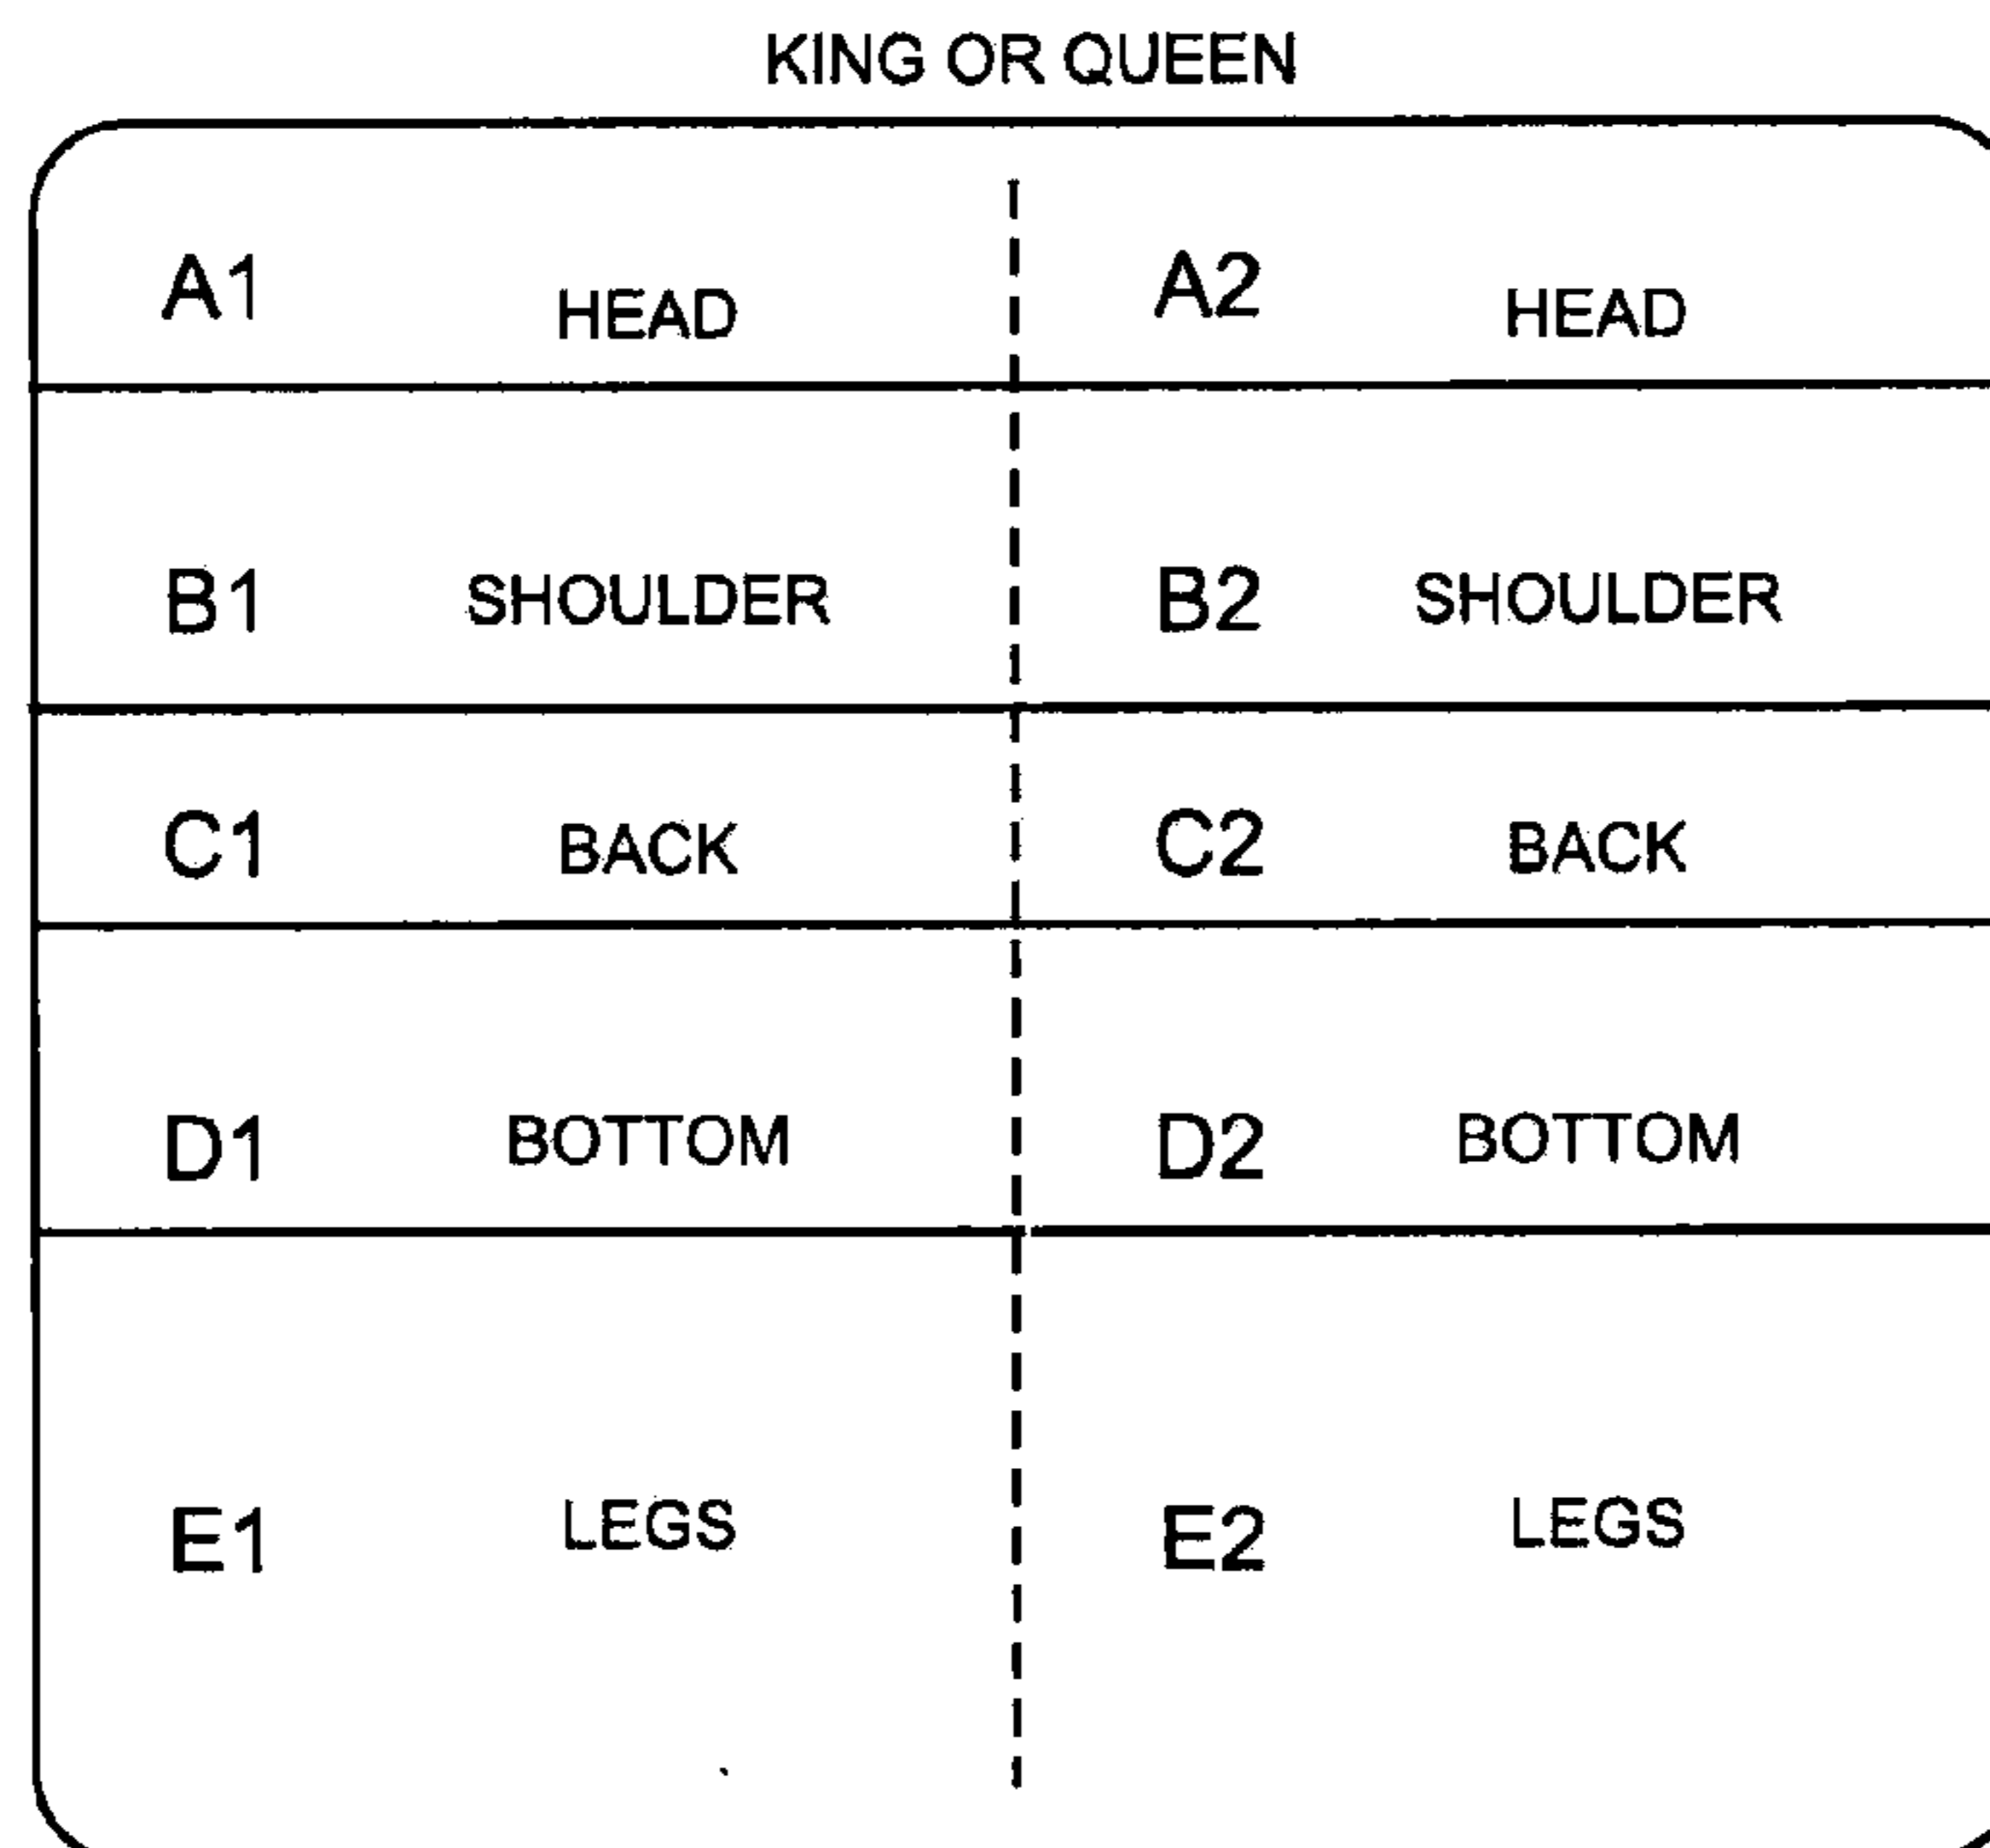 KING OR QUEEN
A1 HEAD A2 HEAD
B1 SHOULDER B2 SHOULDER
C1 BACK C2 BACK
D1 BOTTOM D2 BOTTOM
E1 LEGS E2 LEGS